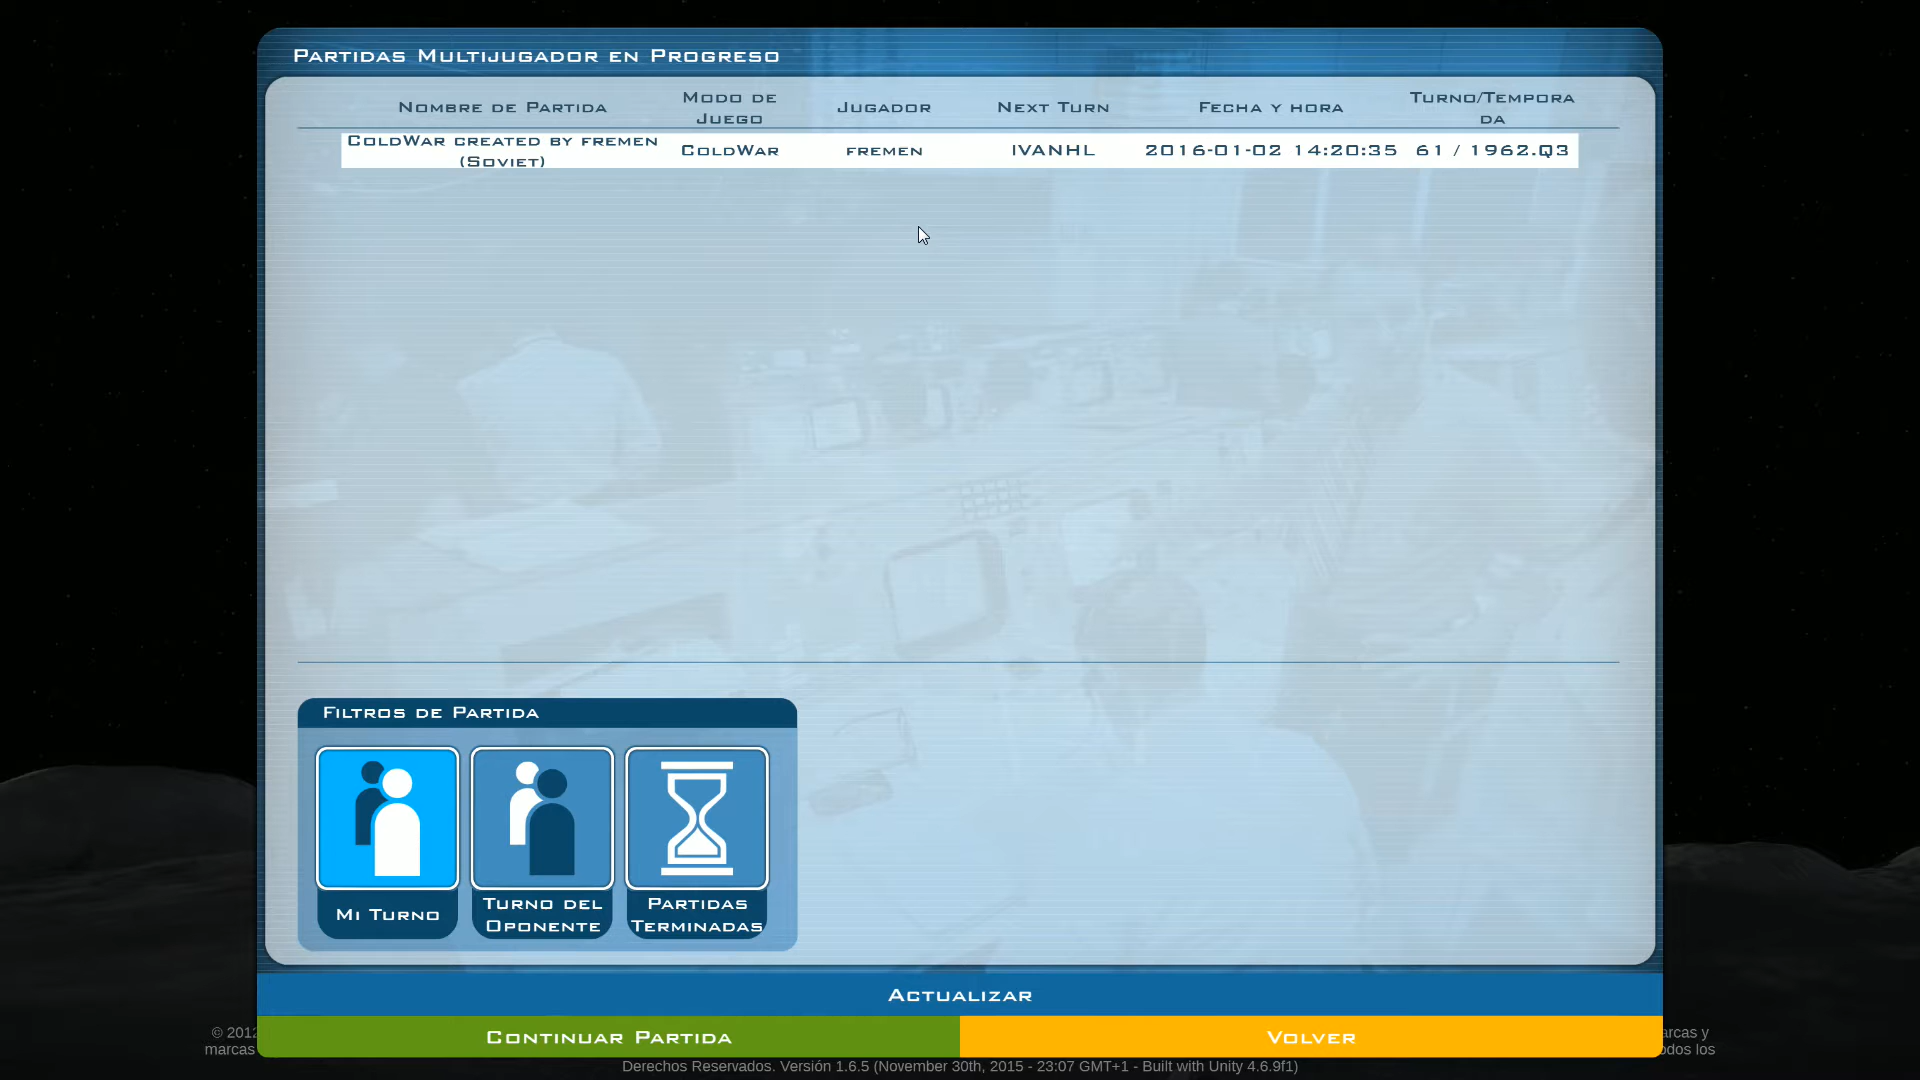 Partidas Multijugador en Progreso
Nombre de Partida
Modo de
Juego
Jugador
Next Turn
Fecha y hora
Turno/Tempora
da
ColdWar created by fremen
(Soviet)
ColdWar
fremen
IVANHL
2016-01-02 14:20:35
61 / 1962.Q3
Filtros de Partida
Mi Turno
Turno del
Oponente
Partidas
Terminadas
Actualizar
Continuar Partida
Volver
© 2012
arcas y
marcas
odos los
Derechos Reservados. Versión 1.6.5 (November 30th, 2015 - 23:07 GMT+1 - Built with Unity 4.6.9f1)